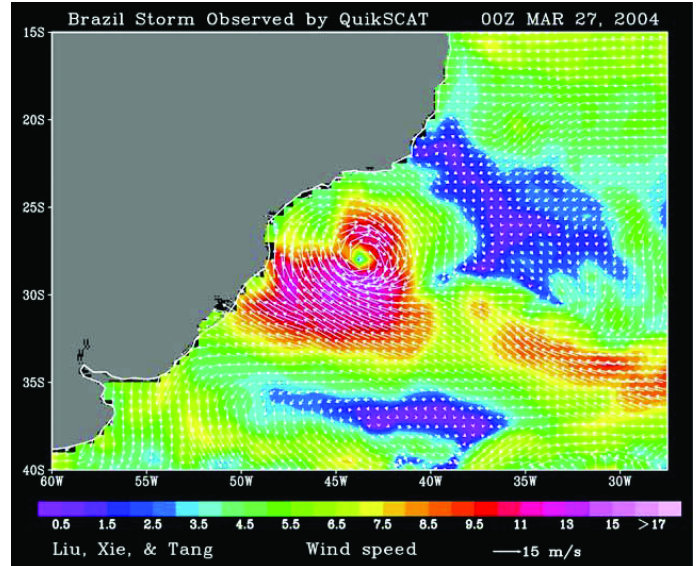 Brazil Storm Observed by QuikSCAT 00Z MAR 27, 2004
15S
20S
25S
30S
35S
40S
60W 55W 50W 45W 40W 35W 30W
0.5 1.5 2.5 3.5 4.5 5.5 6.5 7.5 8.5 9.5 11 13 15 >17
Liu, Xie, & Tang Wind speed 15 m/s